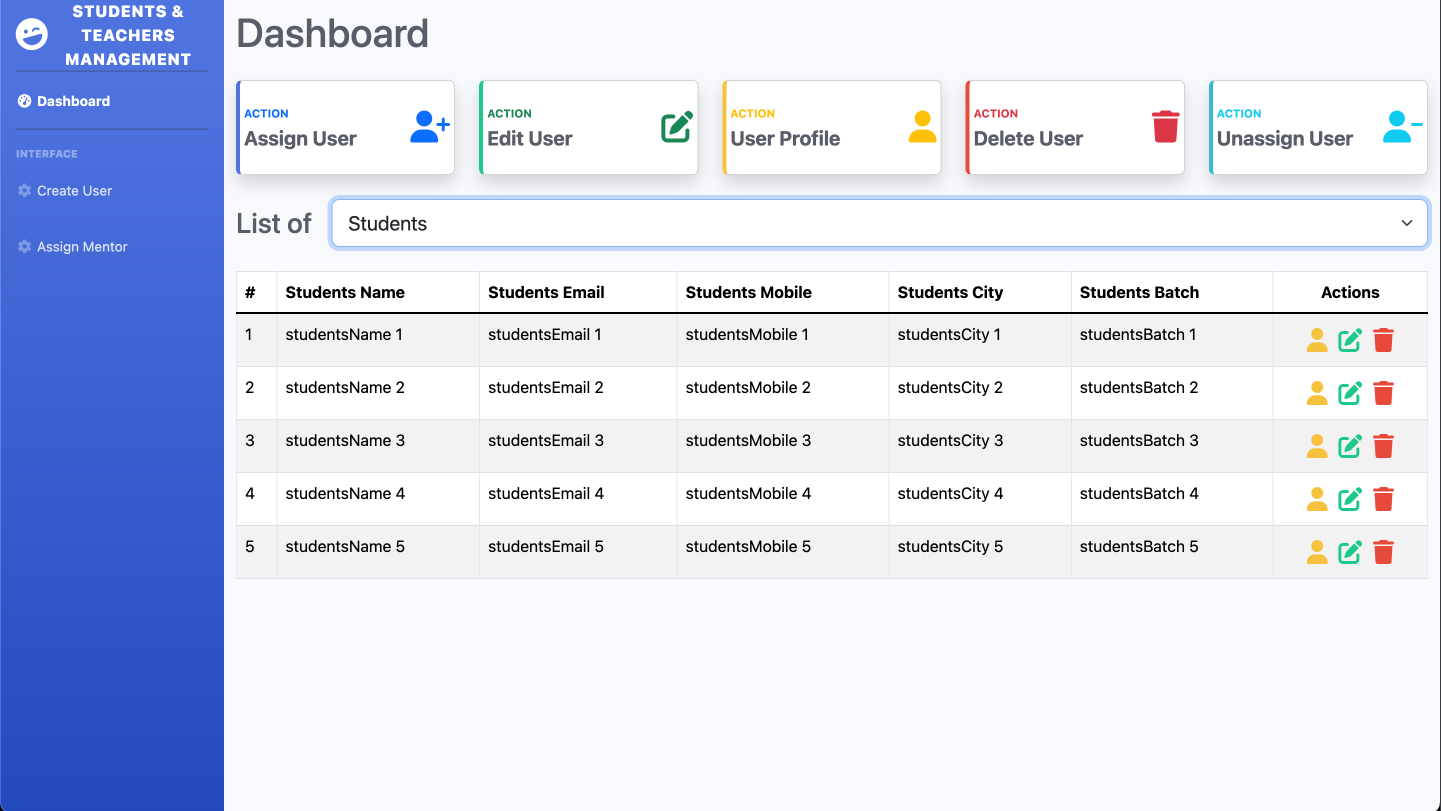 STUDENTS &
TEACHERS
MANAGEMENT
Dashboard
INTERFACE
Create User
Assign Mentor
Dashboard
ACTION
Assign User
ACTION
Edit User
ACTION
User Profile
ACTION
Delete User
ACTION
Unassign User
List of Students
# Students Name Students Email Students Mobile Students City Students Batch Actions
1 studentsName 1 studentsEmail 1 studentsMobile 1 studentsCity 1 studentsBatch 1
2 studentsName 2 studentsEmail 2 studentsMobile 2 studentsCity 2 studentsBatch 2
3 studentsName 3 studentsEmail 3 studentsMobile 3 studentsCity 3 studentsBatch 3
4 studentsName 4 studentsEmail 4 studentsMobile 4 studentsCity 4 studentsBatch 4
5 studentsName 5 studentsEmail 5 studentsMobile 5 studentsCity 5 studentsBatch 5